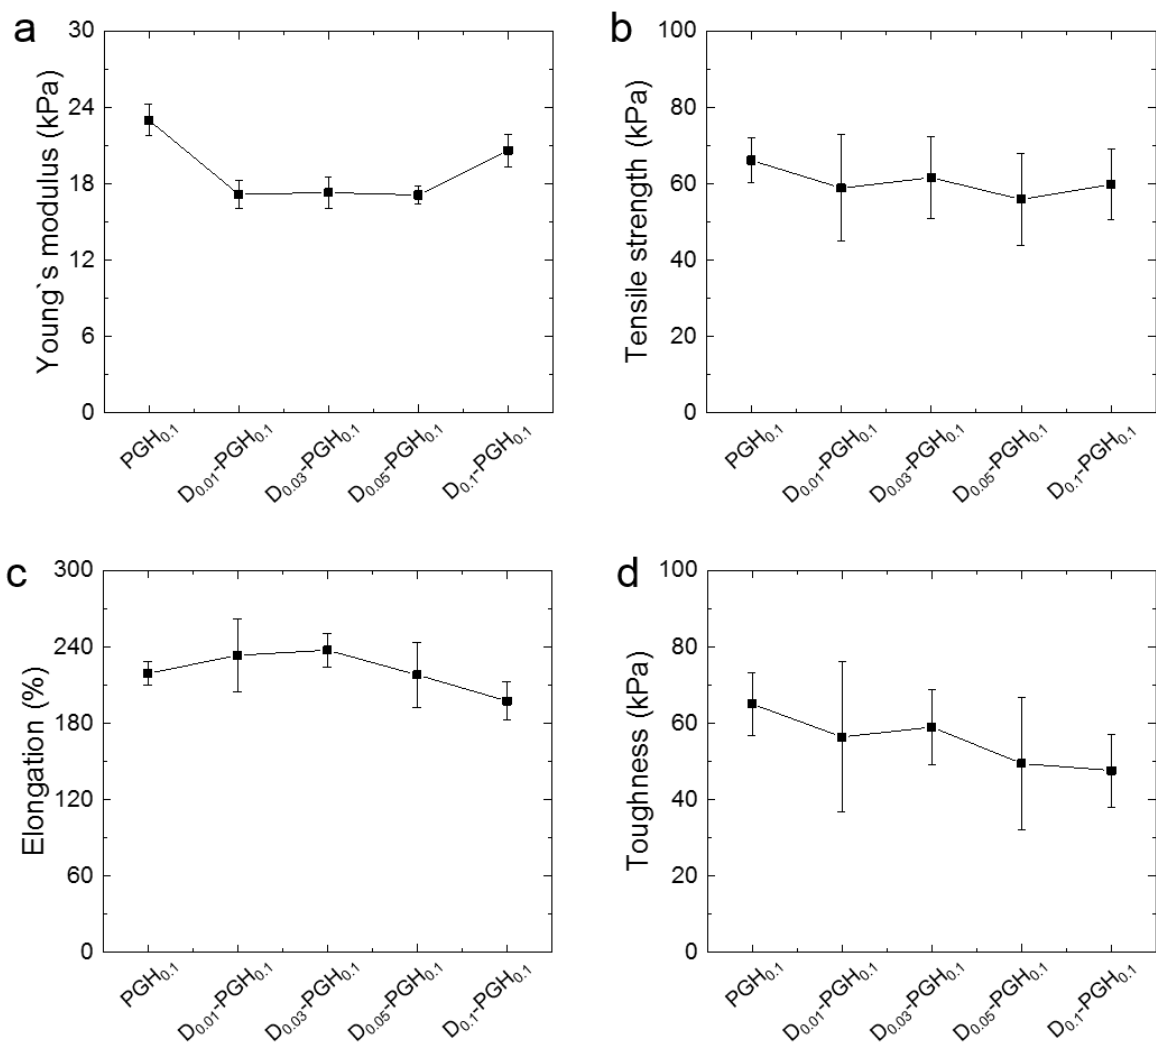 a
Young`s modulus (kPa)
30
24
18
12
6
0
PGH0.1
D0.01-PGH0.1
D0.03-PGH0.1
D0.05-PGH0.1
D0.1-PGH0.1
b
Tensile strength (kPa)
100
80
60
40
20
0
PGH0.1
D0.01-PGH0.1
D0.03-PGH0.1
D0.05-PGH0.1
D0.1-PGH0.1
c
Elongation (%)
300
240
180
120
60
0
PGH0.1
D0.01-PGH0.1
D0.03-PGH0.1
D0.05-PGH0.1
D0.1-PGH0.1
d
Toughness (kPa)
100
80
60
40
20
0
PGH0.1
D0.01-PGH0.1
D0.03-PGH0.1
D0.05-PGH0.1
D0.1-PGH0.1